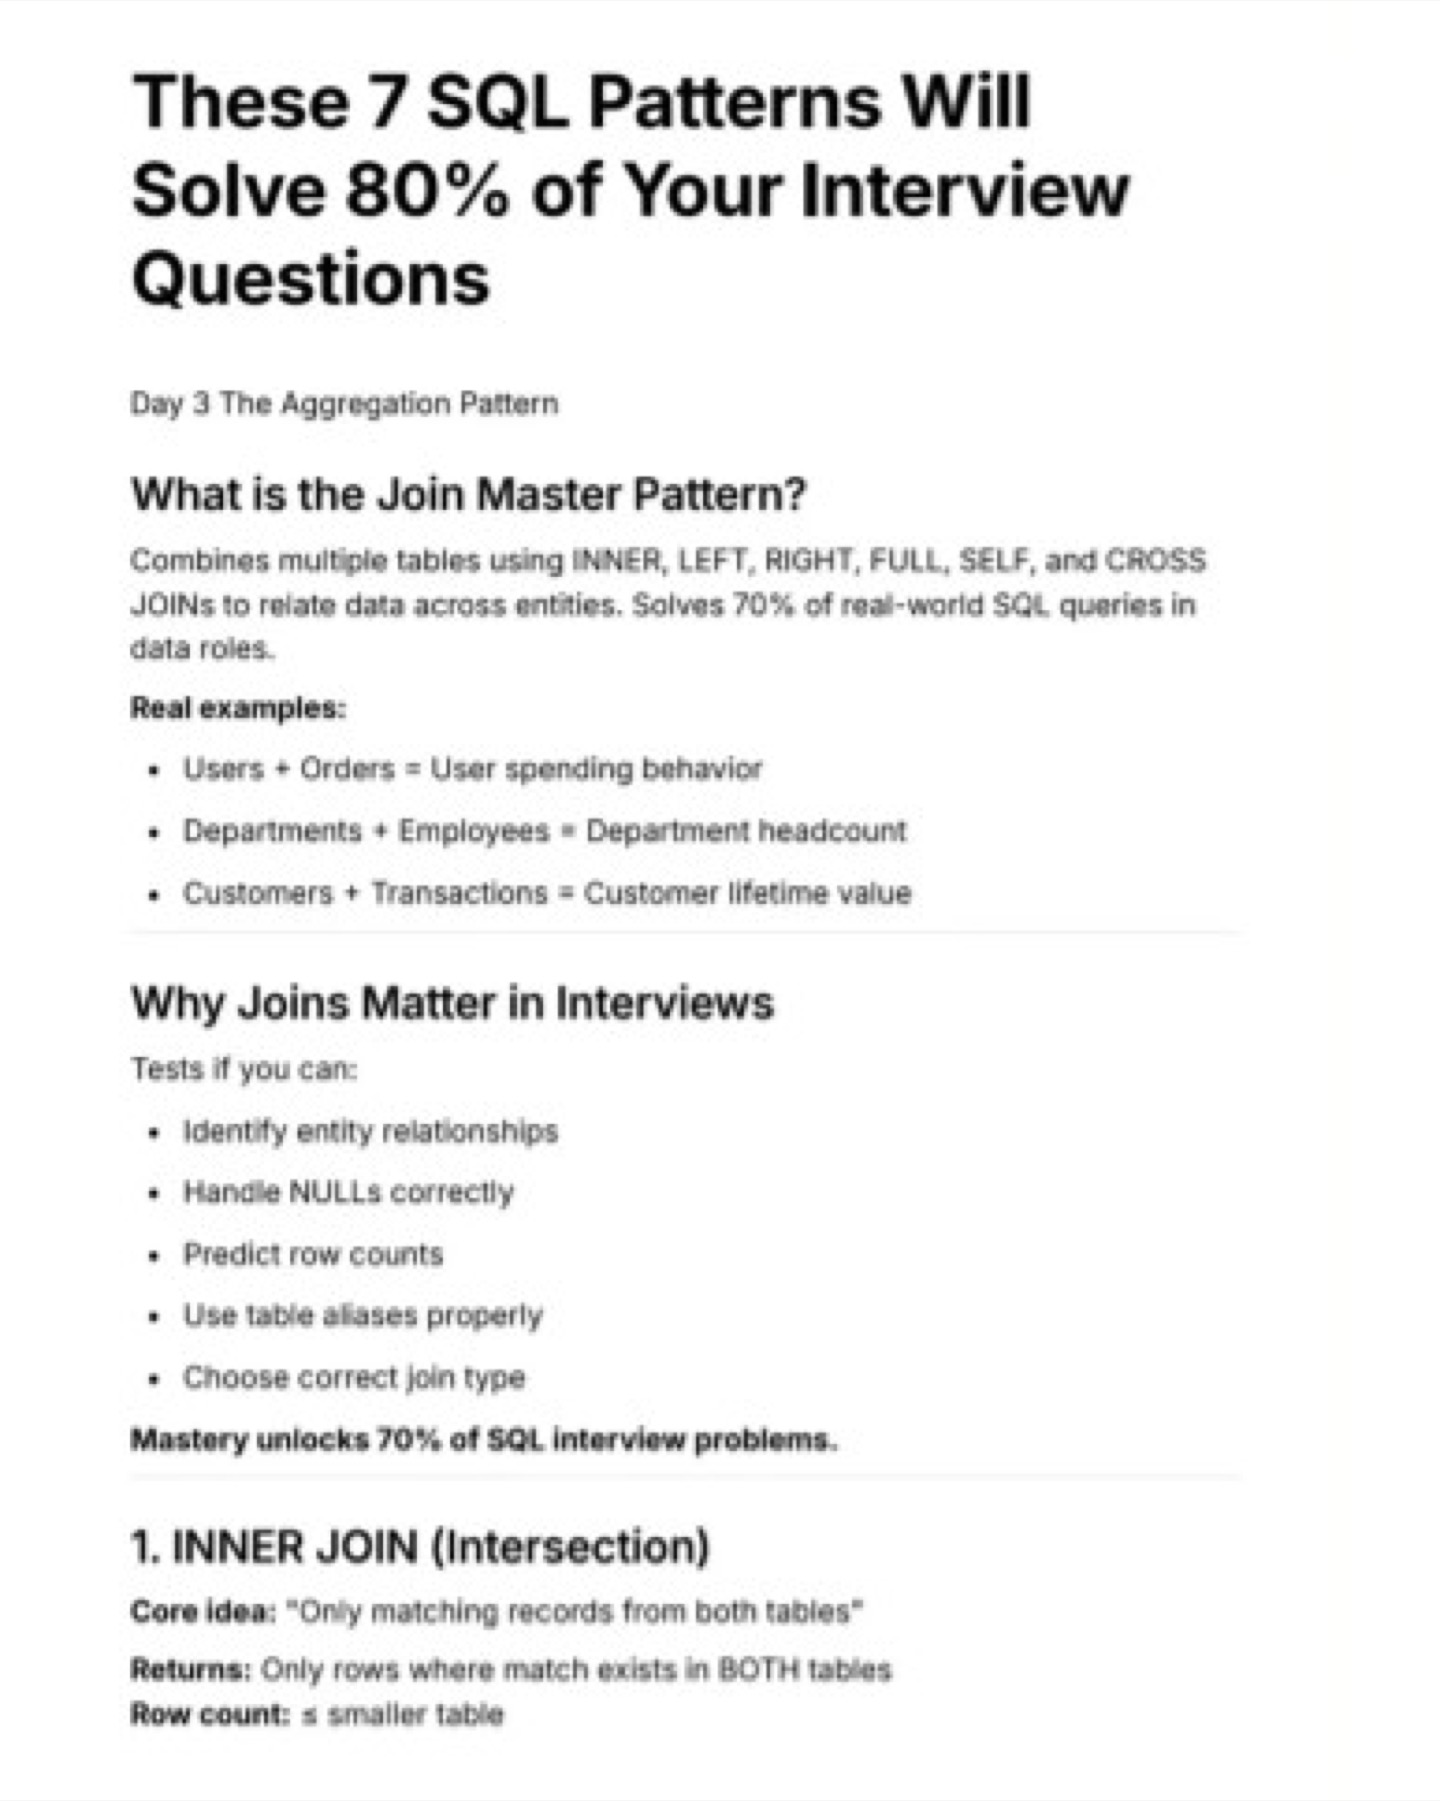 These 7 SQL Patterns Will
Solve 80% of Your Interview
Questions
Day 3 The Aggregation Pattern
What is the Join Master Pattern?
Combines multiple tables using INNER, LEFT, RIGHT, FULL, SELF, and CROSS
JOINs to relate data across entities. Solves 70% of real-world SQL queries in
data roles.
Real examples:
• Users + Orders = User spending behavior
• Departments + Employees = Department headcount
• Customers + Transactions = Customer lifetime value
Why Joins Matter in Interviews
Tests if you can:
• Identify entity relationships
• Handle NULLs correctly
• Predict row counts
• Use table aliases properly
• Choose correct join type
Mastery unlocks 70% of SQL interview problems.
1. INNER JOIN (Intersection)
Core idea: "Only matching records from both tables"
Returns: Only rows where match exists in BOTH tables
Row count: ≤ smaller table